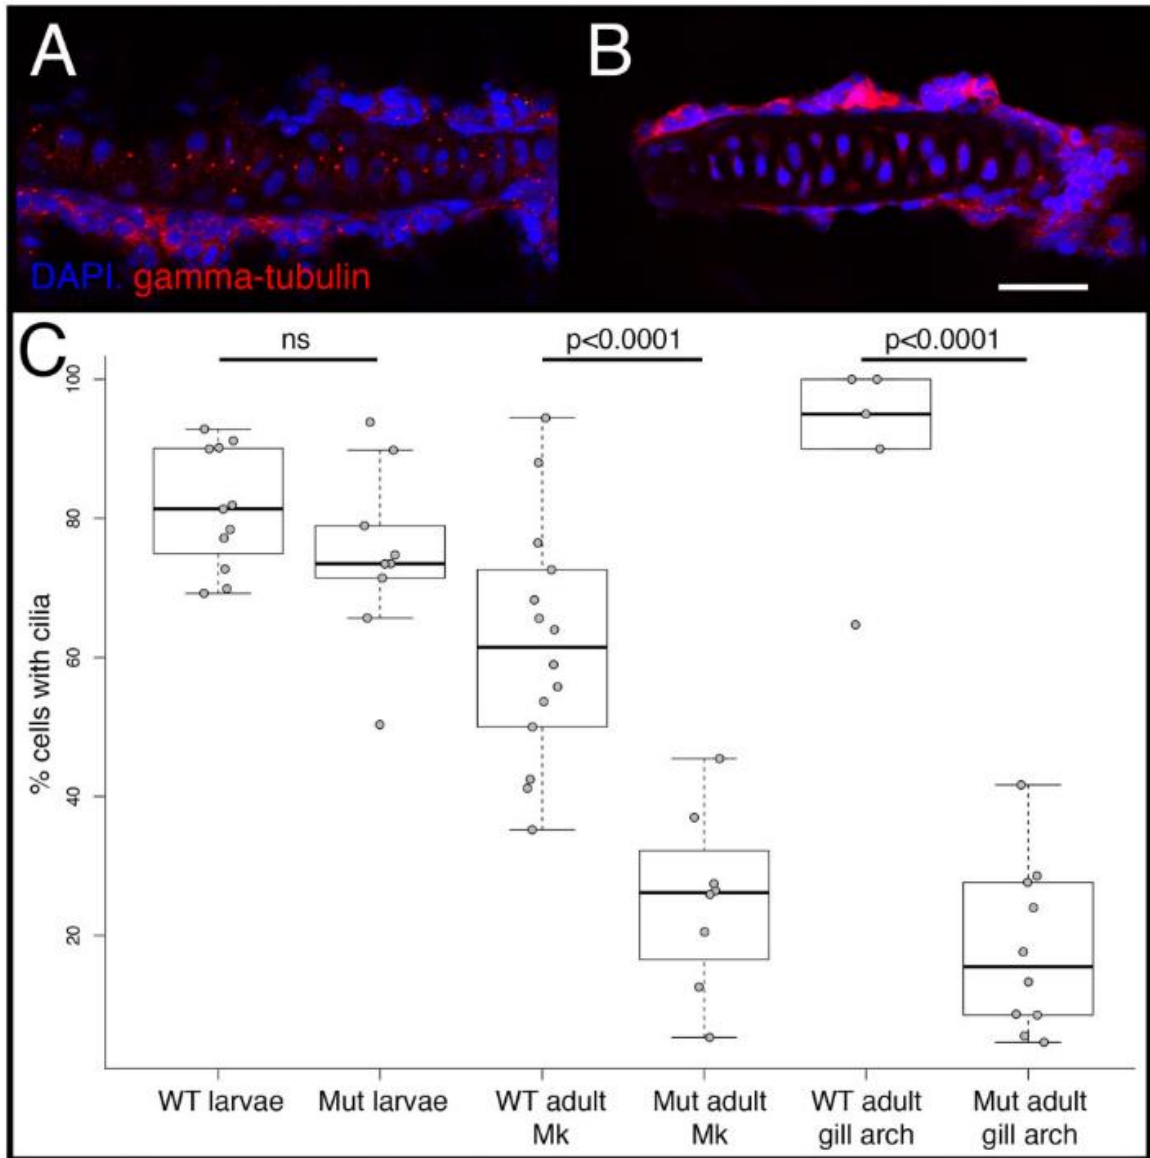 A
B
DAPI. gamma-tubulin
C
ns
p<0.0001
p<0.0001
% cells with cilia
100
80
60
40
20
WT larvae
Mut larvae
WT adult
Mk
Mut adult
Mk
WT adult
gill arch
Mut adult
gill arch